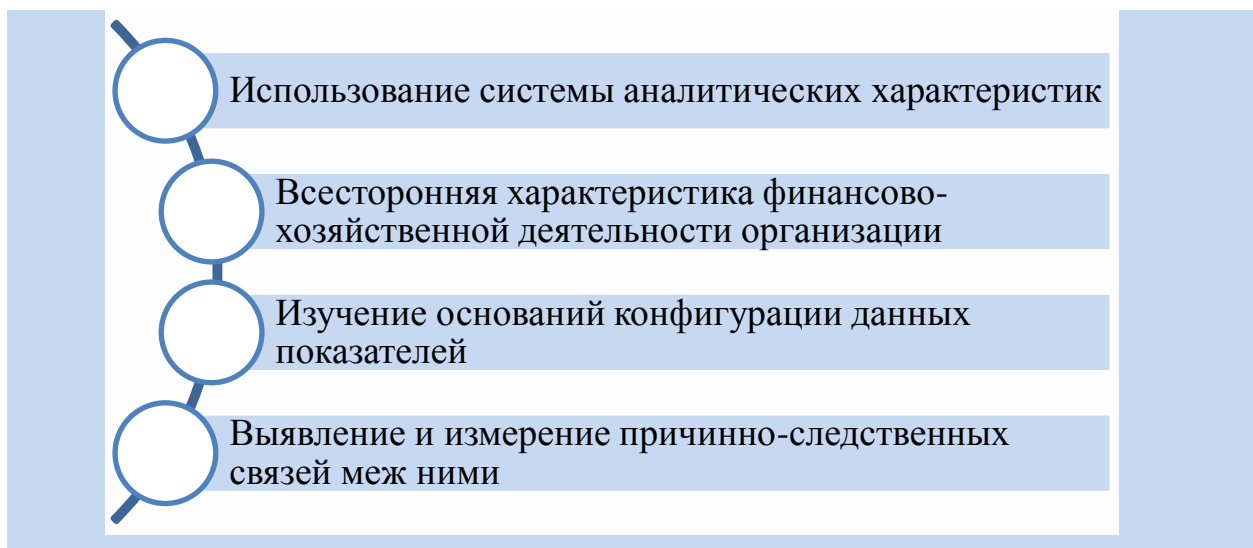 Использование системы аналитических характеристик
Всесторонняя характеристика финансово-
хозяйственной деятельности организации
Изучение оснований конфигурации данных
показателей
Выявление и измерение причинно-следственных
связей меж ними